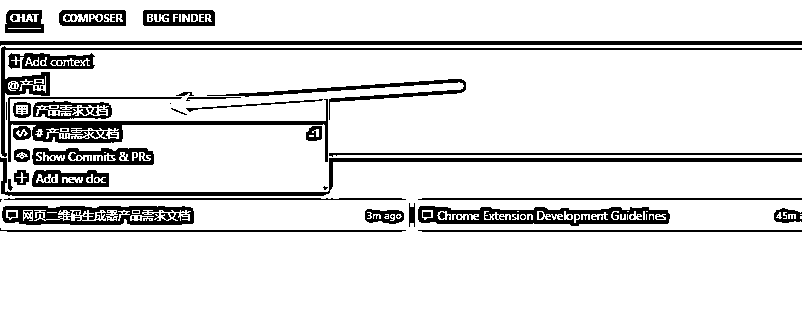 CHAT COMPOSER BUG FINDER
Add context
@产品
产品需求文档
# 产品需求文档
Show Commits & PRs
Add new doc
网页二维码生成器产品需求文档 3m ago Chrome Extension Development Guidelines 45m